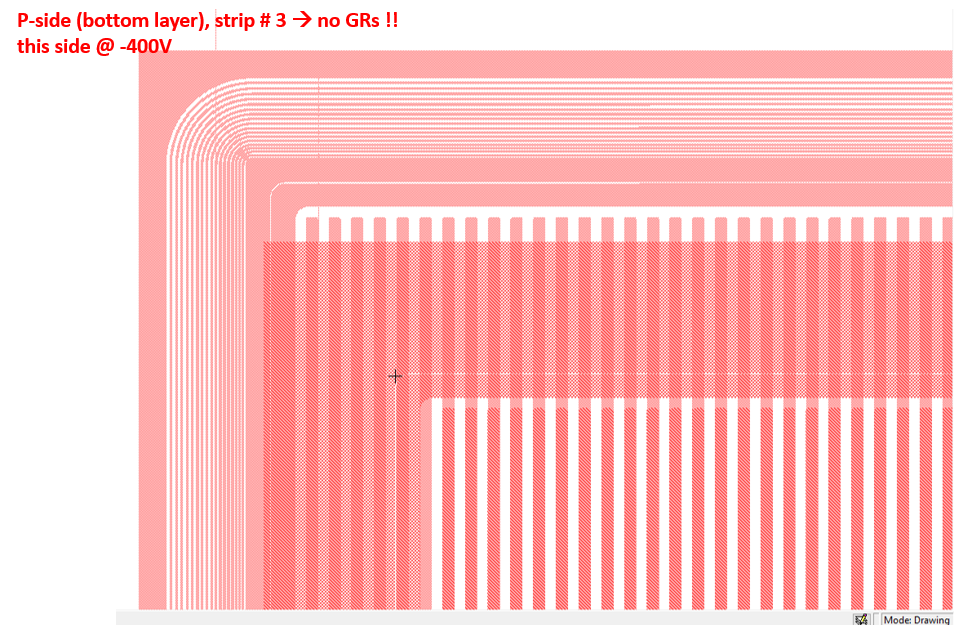 P-side (bottom layer), strip # 3 → no GRs !!
this side @ -400V
Mode: Drawing